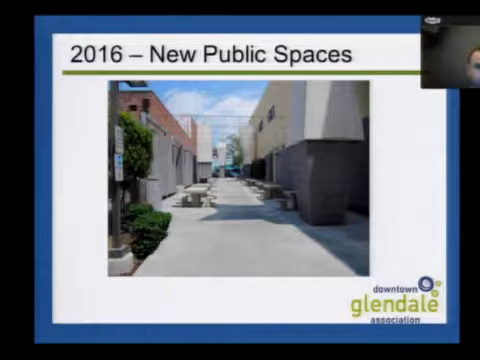 2016 – New Public Spaces
downtown
glendale
association